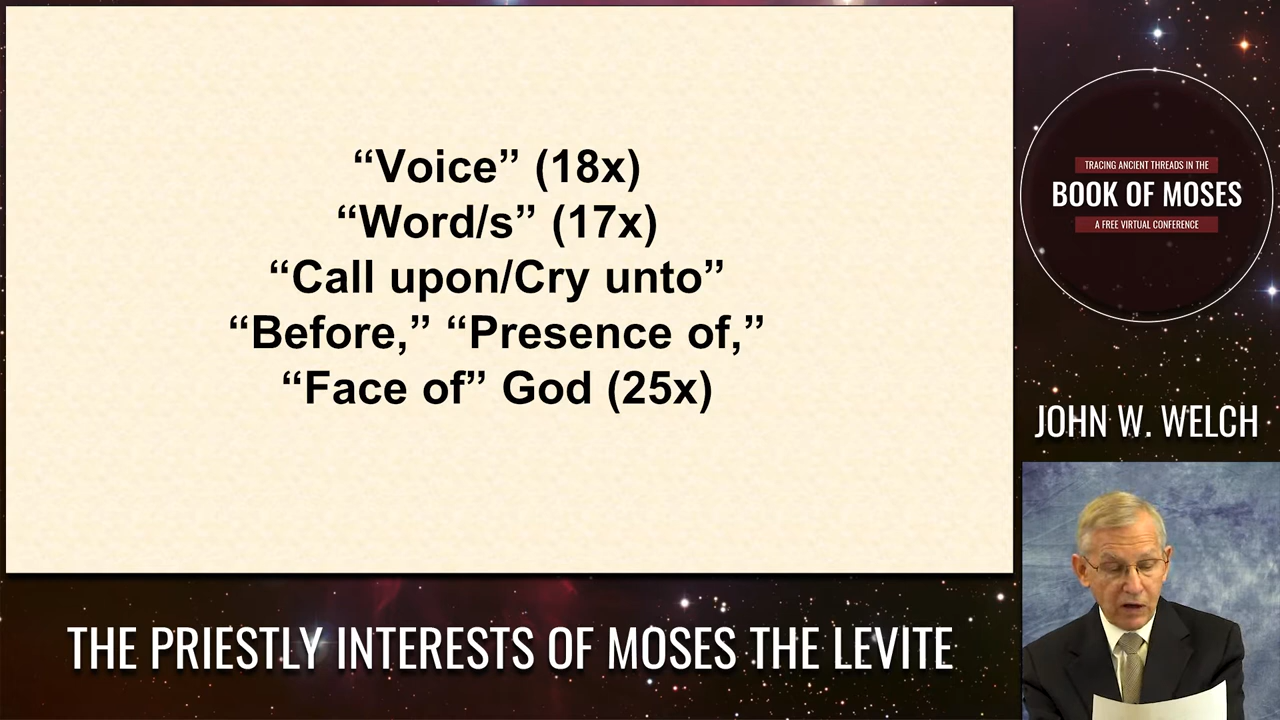 “Voice” (18x)
“Word/s” (17x)
“Call upon/Cry unto”
“Before,” “Presence of,”
“Face of” God (25x)
TRACING ANCIENT THREADS IN THE
BOOK OF MOSES
A FREE VIRTUAL CONFERENCE
JOHN W. WELCH
THE PRIESTLY INTERESTS OF MOSES THE LEVITE